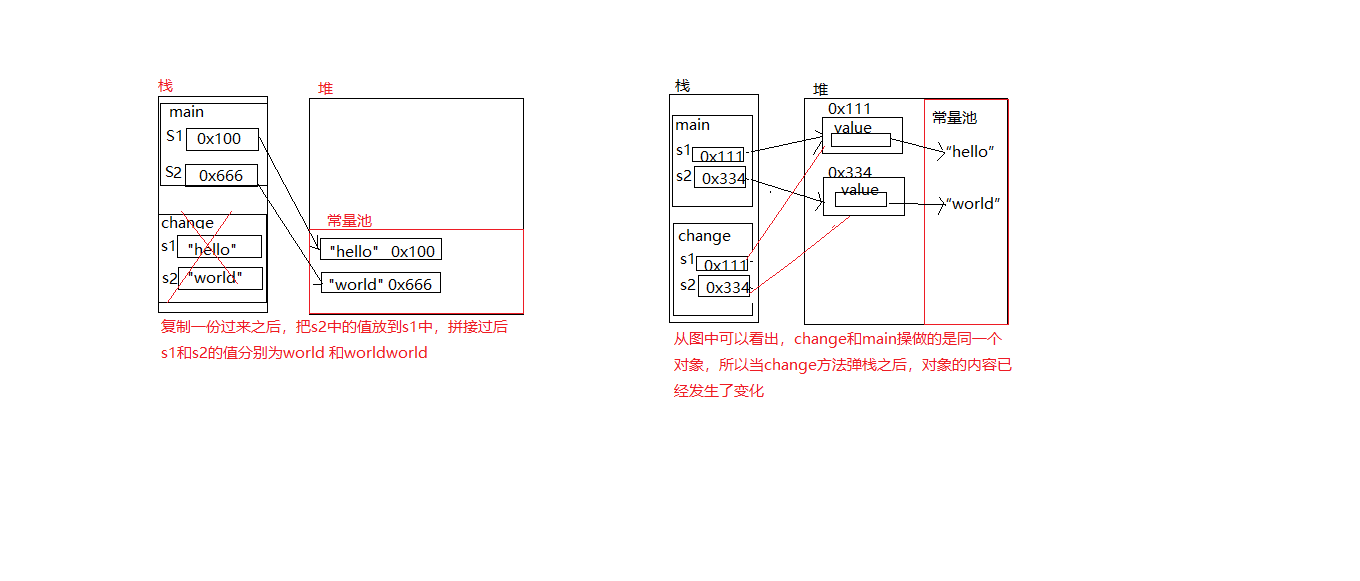 栈
堆
main
S1 0x100
S2 0x666
change
s1 "hello"
s2 "world"
常量池
"hello" 0x100
"world" 0x666
复制一份过来之后，把s2中的值放到s1中，拼接过后
s1和s2的值分别为world 和worldworld
栈
堆
main
s1 0x111
s2 0x334
change
s1 0x111
s2 0x334
0x111
value
0x334
value
常量池
“hello”
“world”
从图中可以看出，change和main操做的是同一个
对象，所以当change方法弹栈之后，对象的内容已
经发生了变化